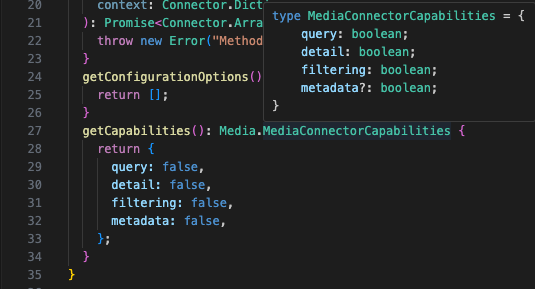 20 context: Connector.Dict
21 ): Promise<Connector.Arra
22 throw new Error("Method
23 }
24 getConfigurationOptions()
25 return [];
26 }
27 getCapabilities(): Media.MediaConnectorCapabilities {
28 return {
29 query: false,
30 detail: false,
31 filtering: false,
32 metadata: false,
33 };
34 }
35 }
type MediaConnectorCapabilities = {
query: boolean;
detail: boolean;
filtering: boolean;
metadata?: boolean;
}